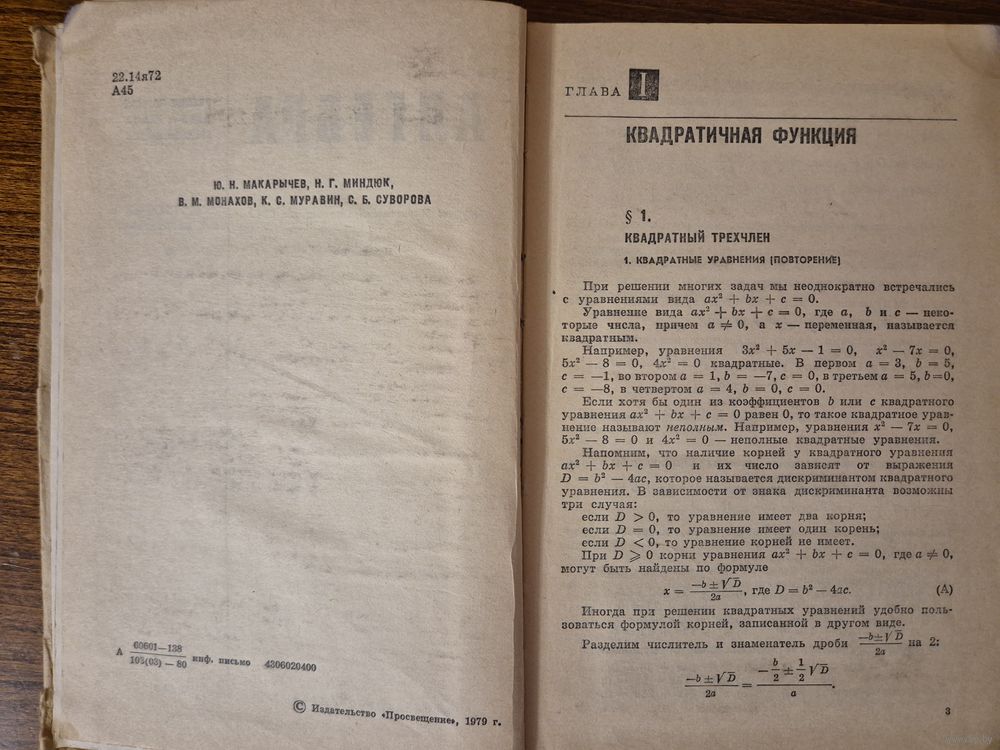 22.14я72
А45
Ю. Н. МАКАРЫЧЕВ, Н. Г. МИНДЮК,
В. М. МОНАХОВ, К. С. МУРАВИН, С. Б. СУВОРОВА
А 60601—138
103(03) — 80 инф. письмо 4306020400
© Издательство «Просвещение», 1979 г.
ГЛАВА I
КВАДРАТИЧНАЯ ФУНКЦИЯ
§ 1.
КВАДРАТНЫЙ ТРЕХЧЛЕН
1. КВАДРАТНЫЕ УРАВНЕНИЯ (ПОВТОРЕНИЕ)
При решении многих задач мы неоднократно встречались
с уравнениями вида ax² + bx + c = 0.
Уравнение вида ax² + bx + c = 0, где a, b и c — неко-
торые числа, причем a ≠ 0, а x — переменная, называется
квадратным.
Например, уравнения 3x² + 5x — 1 = 0, x² — 7x = 0,
5x² — 8 = 0, 4x² = 0 квадратные. В первом a = 3, b = 5,
c = —1, во втором a = 1, b = —7, c = 0, в третьем a = 5, b=0,
c = —8, в четвертом a = 4, b = 0, c = 0.
Если хотя бы один из коэффициентов b или c квадратного
уравнения ax² + bx + c = 0 равен 0, то такое квадратное урав-
нение называют неполным. Например, уравнения x² — 7x = 0,
5x² — 8 = 0 и 4x² = 0 — неполные квадратные уравнения.
Напомним, что наличие корней у квадратного уравнения
ax² + bx + c = 0 и их число зависят от выражения
D = b² — 4ac, которое называется дискриминантом квадратного
уравнения. В зависимости от знака дискриминанта возможны
три случая:
если D > 0, то уравнение имеет два корня;
если D = 0, то уравнение имеет один корень;
если D < 0, то уравнение корней не имеет.
При D ⩾ 0 корни уравнения ax² + bx + c = 0, где a ≠ 0,
могут быть найдены по формуле
x = (—b ± √D) / 2a, где D = b² — 4ac. (А)
Иногда при решении квадратных уравнений удобно поль-
зоваться формулой корней, записанной в другом виде.
Разделим числитель и знаменатель дроби (—b ± √D) / 2a на 2:
(—b ± √D) / 2a = (—b/2 ± 1/2 √D) / a.
3